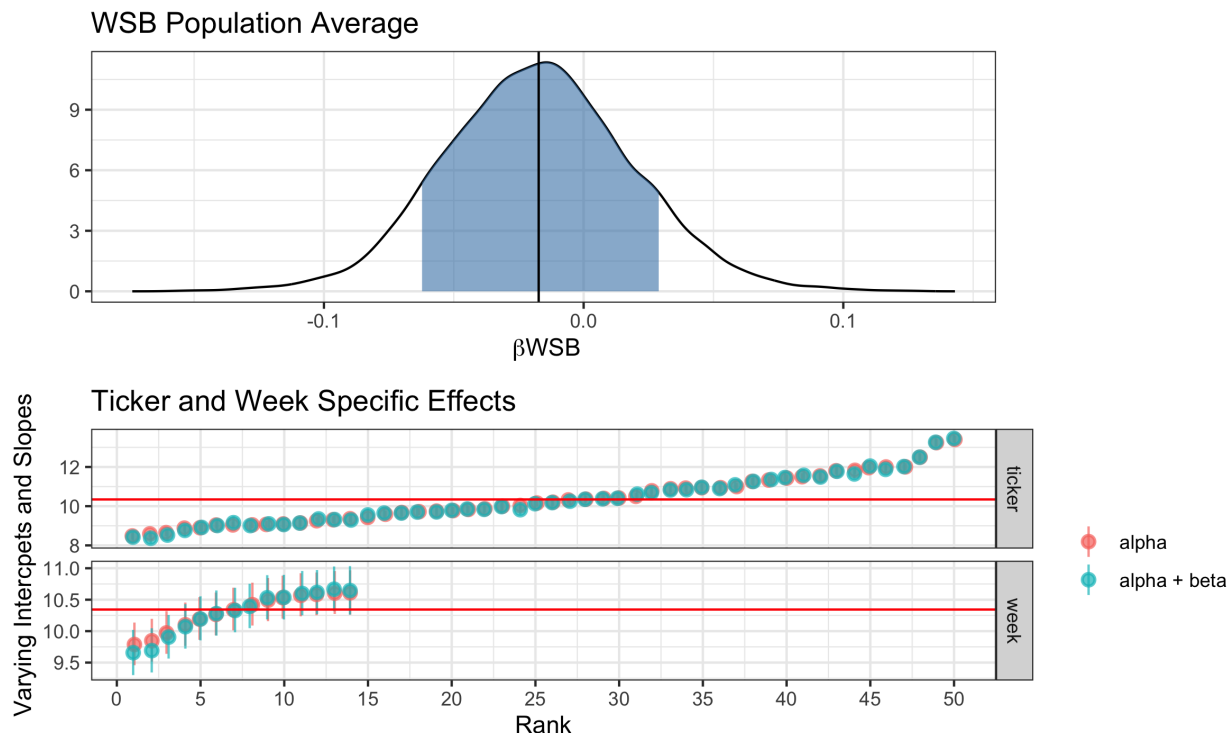 WSB Population Average
9
6
3
0
-0.1
0.0
0.1
βWSB
Ticker and Week Specific Effects
Varying Intercpets and Slopes
12
10
8
ticker
11.0
10.5
10.0
9.5
week
0
5
10
15
20
25
30
35
40
45
50
Rank
alpha
alpha + beta